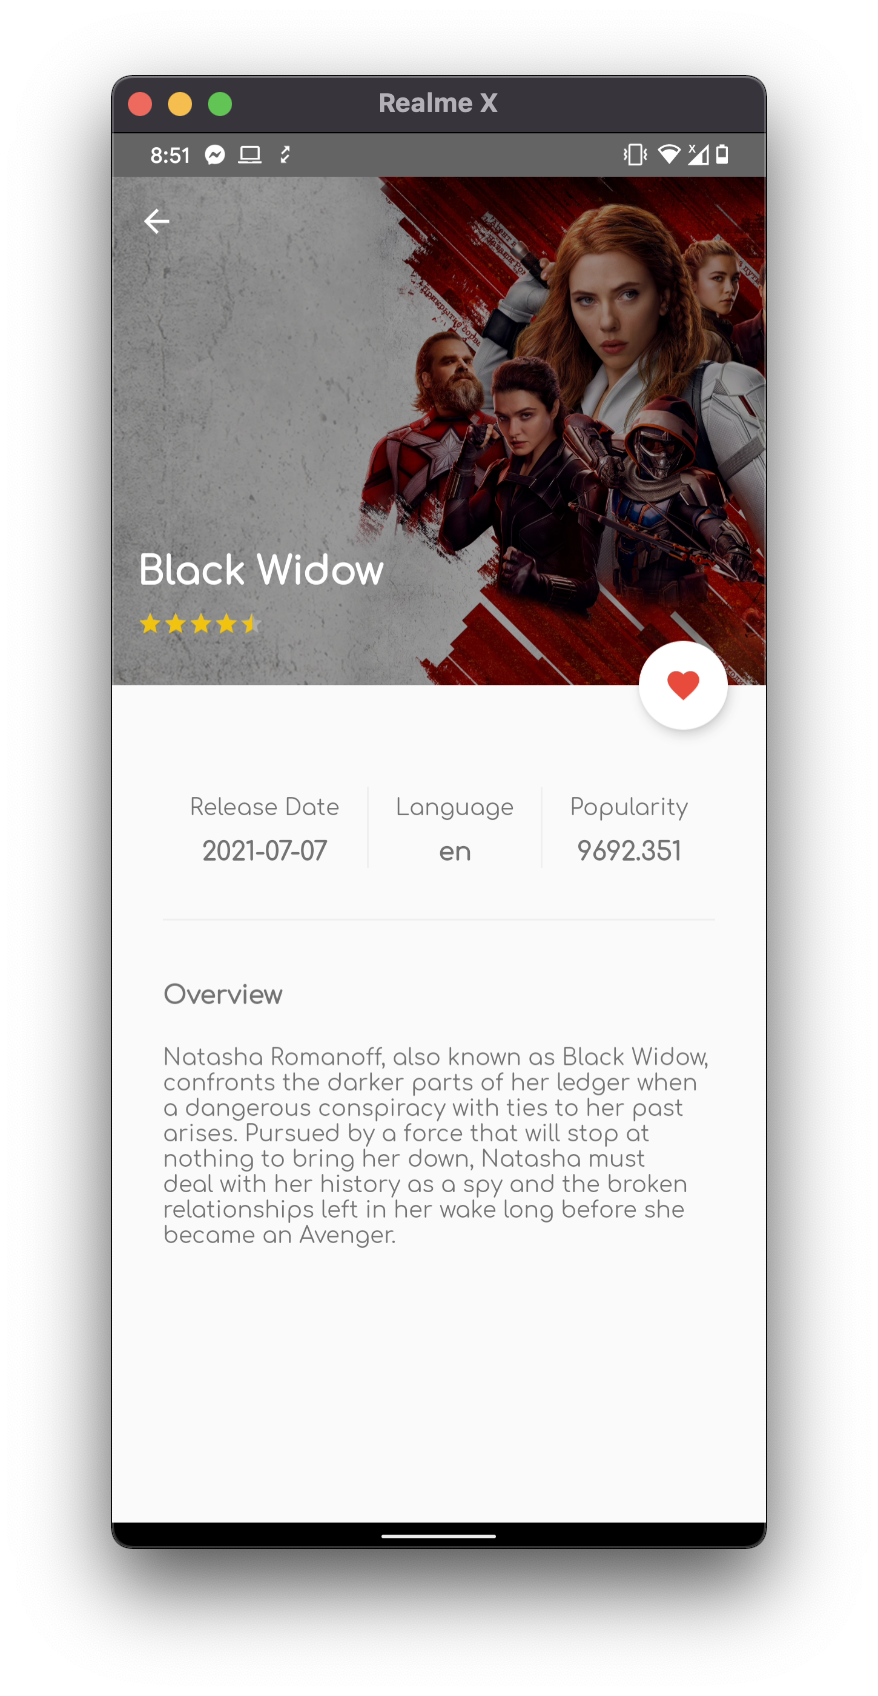 Realme X
8:51
Black Widow
Release Date
Language
Popularity
2021-07-07
en
9692.351
Overview
Natasha Romanoff, also known as Black Widow,
confronts the darker parts of her ledger when
a dangerous conspiracy with ties to her past
arises. Pursued by a force that will stop at
nothing to bring her down, Natasha must
deal with her history as a spy and the broken
relationships left in her wake long before she
became an Avenger.